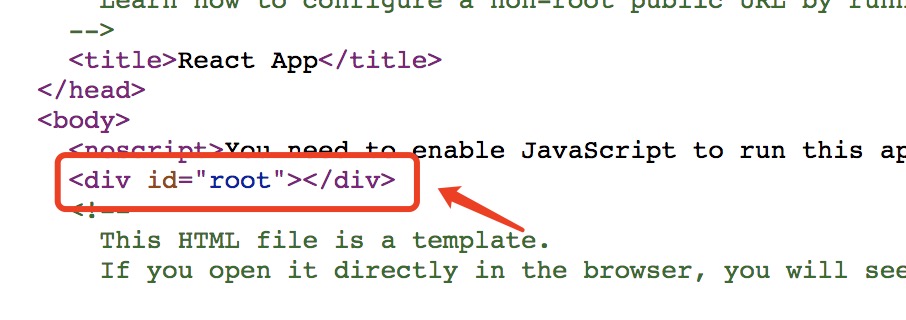 Learn how to configure a non-root public URL by runn
-->
<title>React App</title>
</head>
<body>
<noscript>You need to enable JavaScript to run this ap
<div id="root"></div>
<!--
This HTML file is a template.
If you open it directly in the browser, you will see